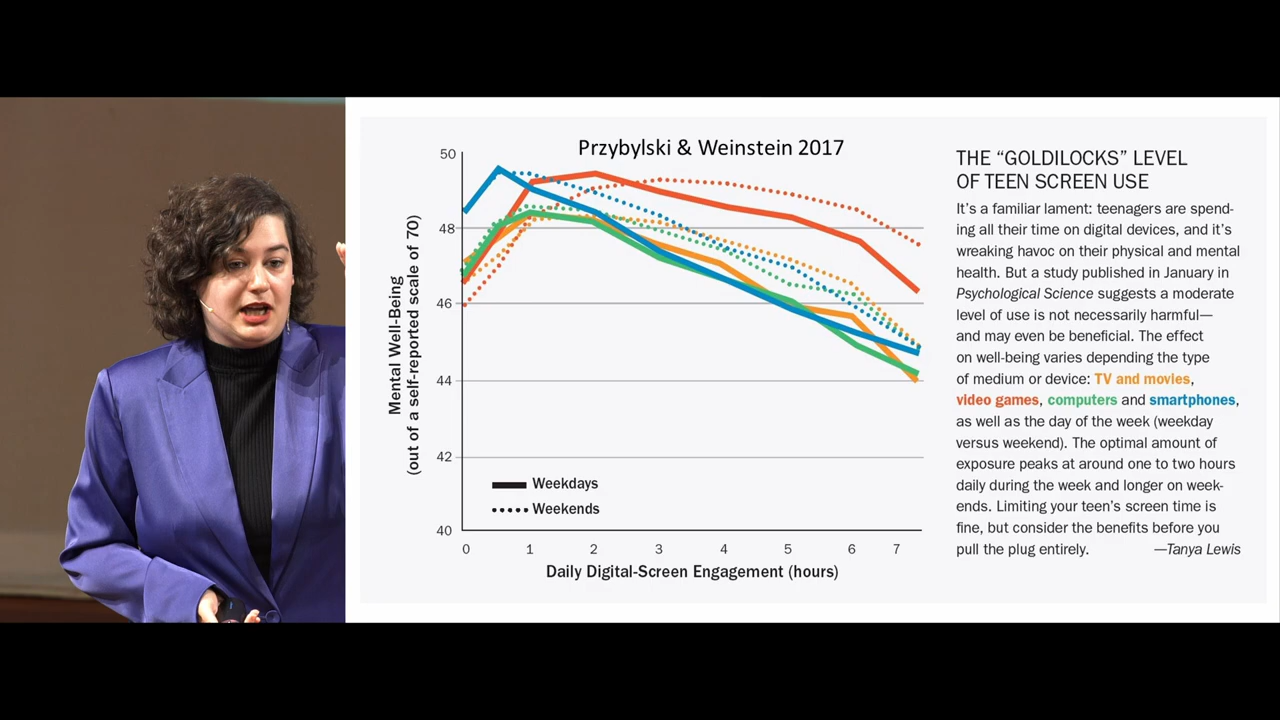 Przybylski & Weinstein 2017
50
48
46
44
42
40
Mental Well-Being
(out of a self-reported scale of 70)
Weekdays
Weekends
0 1 2 3 4 5 6 7
Daily Digital-Screen Engagement (hours)
THE “GOLDILOCKS” LEVEL
OF TEEN SCREEN USE
It’s a familiar lament: teenagers are spend-
ing all their time on digital devices, and it’s
wreaking havoc on their physical and mental
health. But a study published in January in
Psychological Science suggests a moderate
level of use is not necessarily harmful—
and may even be beneficial. The effect
on well-being varies depending the type
of medium or device: TV and movies,
video games, computers and smartphones,
as well as the day of the week (weekday
versus weekend). The optimal amount of
exposure peaks at around one to two hours
daily during the week and longer on week-
ends. Limiting your teen’s screen time is
fine, but consider the benefits before you
pull the plug entirely. —Tanya Lewis